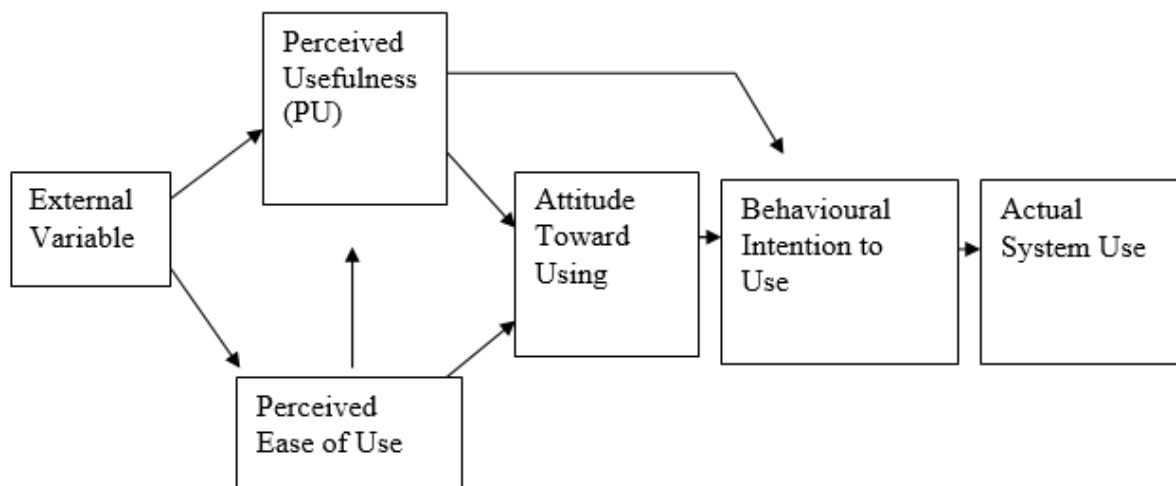 Perceived
Usefulness
(PU)
External
Variable
Attitude
Toward
Using
Behavioural
Intention to
Use
Actual
System Use
Perceived
Ease of Use